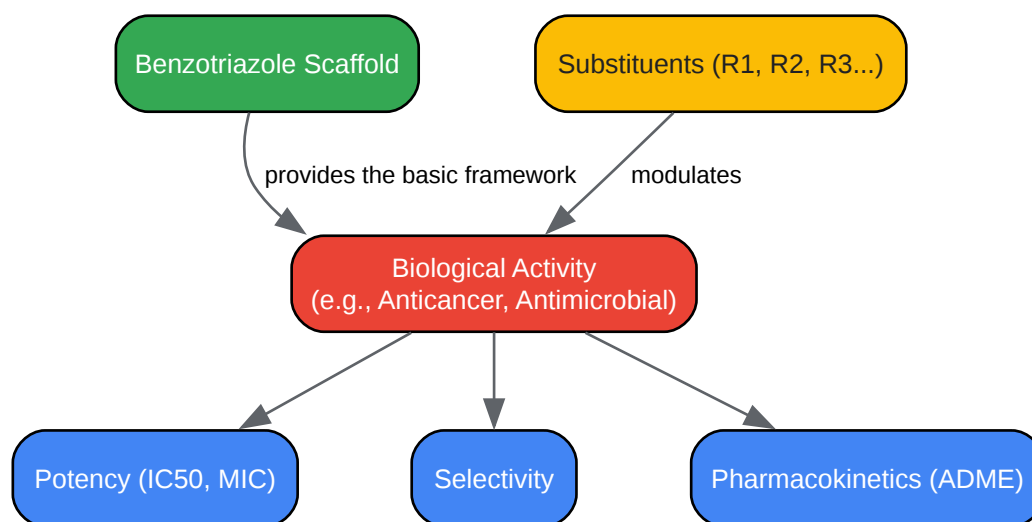 Benzotriazole Scaffold
Substituents (R1, R2, R3...)
provides the basic framework
modulates
Biological Activity
(e.g., Anticancer, Antimicrobial)
Potency (IC50, MIC)
Selectivity
Pharmacokinetics (ADME)